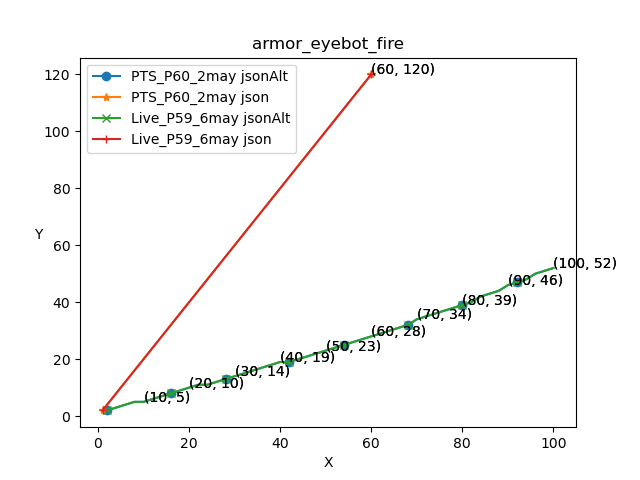 armor_eyebot_fire
PTS_P60_2may jsonAlt
PTS_P60_2may json
Live_P59_6may jsonAlt
Live_P59_6may json
(60, 120)
(100, 52)
(90, 46)
(80, 39)
(70, 34)
(60, 28)
(50, 23)
(40, 19)
(30, 14)
(20, 10)
(10, 5)
120
100
80
60
40
20
0
Y
0 20 40 60 80 100
X